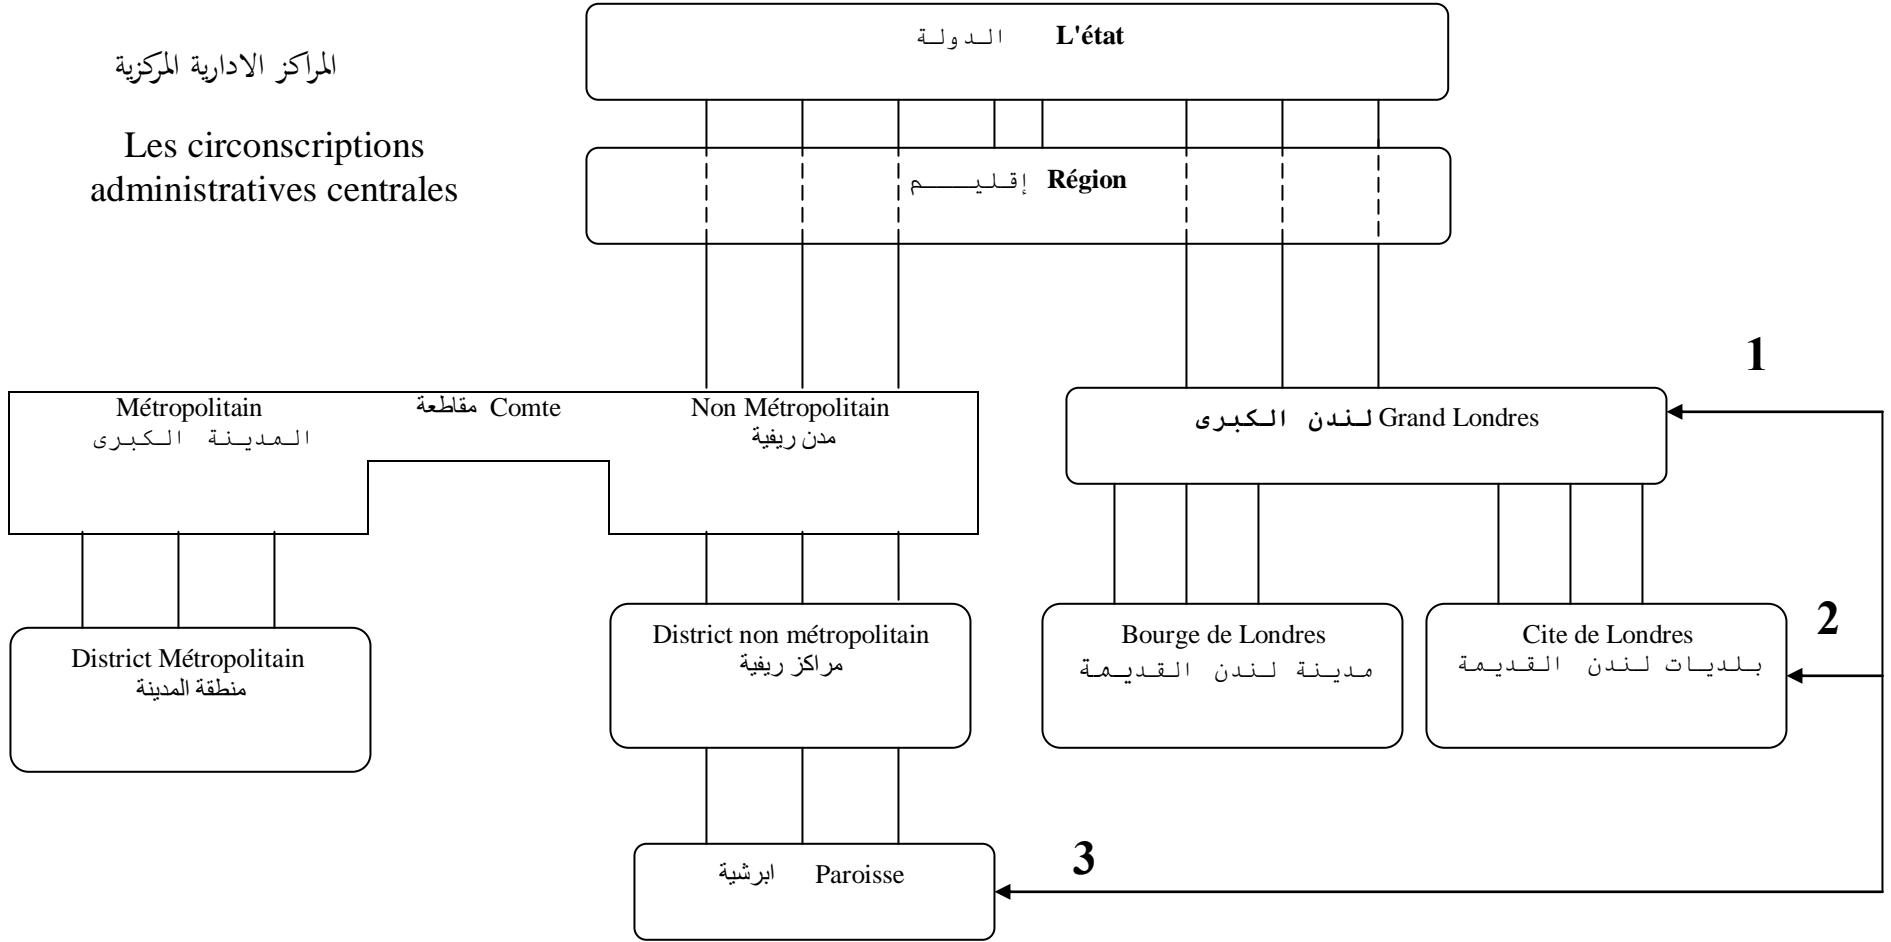 الدولة L'état
المراكز الادارية المركزية
Les circonscriptions
administratives centrales
إقليم Région
1
Métropolitain
المدينة الكبرى
مقاطعة Comte
Non Métropolitain
مدن ريفية
لندن الكبرى Grand Londres
2
District Métropolitain
منطقة المدينة
District non métropolitain
مراكز ريفية
Bourge de Londres
مدينة لندن القديمة
Cite de Londres
بلديات لندن القديمة
3
ابرشية Paroisse